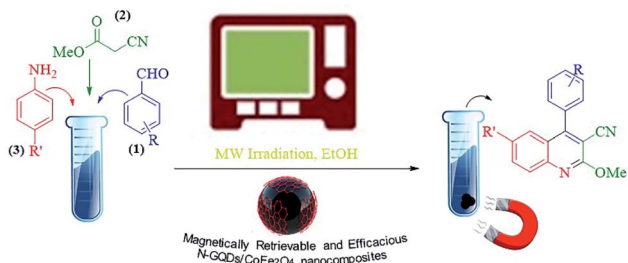 (2)
O
MeO
CN
NH2
(3)
R'
CHO
R
(1)
MW Irradiation, EtOH
Magnetically Retrievable and Efficacious
N-GQDs/CoFe2O4 nanocomposites
R
R'
CN
N
OMe